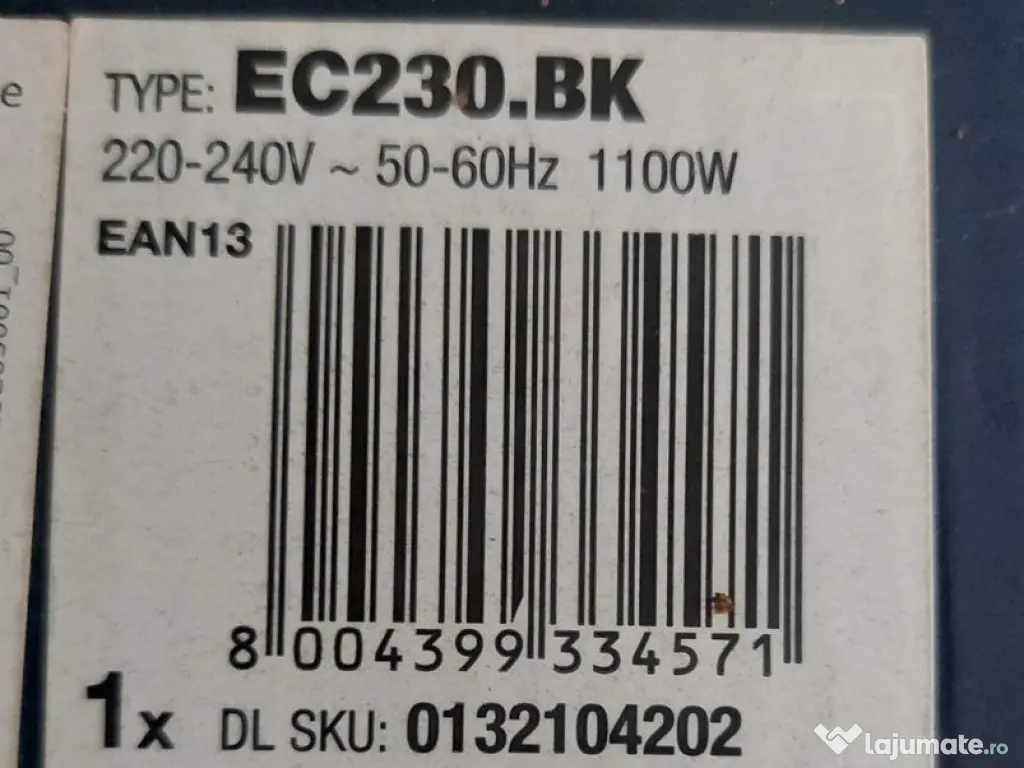 e
TYPE: EC230.BK
220-240V ~ 50-60Hz 1100W
EAN13
8 004399 334571
1x DL SKU: 0132104202
lajumate.ro